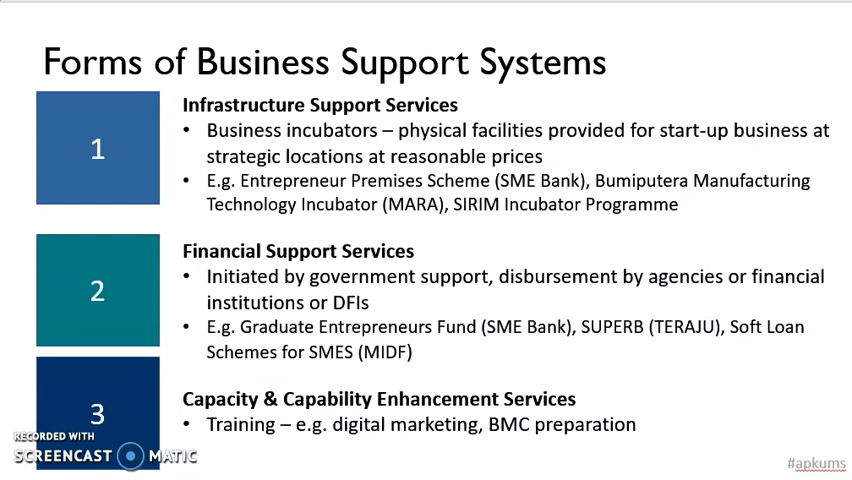 Forms of Business Support Systems
1
Infrastructure Support Services
• Business incubators – physical facilities provided for start-up business at
strategic locations at reasonable prices
• E.g. Entrepreneur Premises Scheme (SME Bank), Bumiputera Manufacturing
Technology Incubator (MARA), SIRIM Incubator Programme
2
Financial Support Services
• Initiated by government support, disbursement by agencies or financial
institutions or DFIs
• E.g. Graduate Entrepreneurs Fund (SME Bank), SUPERB (TERAJU), Soft Loan
Schemes for SMES (MIDF)
3
Capacity & Capability Enhancement Services
• Training – e.g. digital marketing, BMC preparation
RECORDED WITH
SCREENCAST MATIC
#apkums